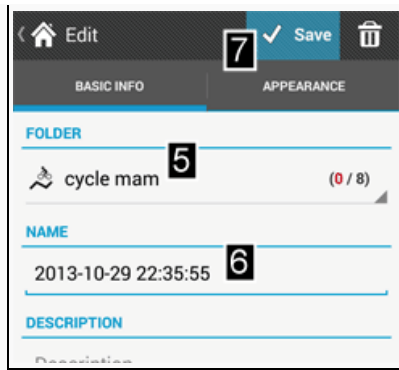 Edit
7
Save
BASIC INFO
APPEARANCE
FOLDER
5
cycle mam
(0 / 8)
NAME
2013-10-29 22:35:55
6
DESCRIPTION
Description